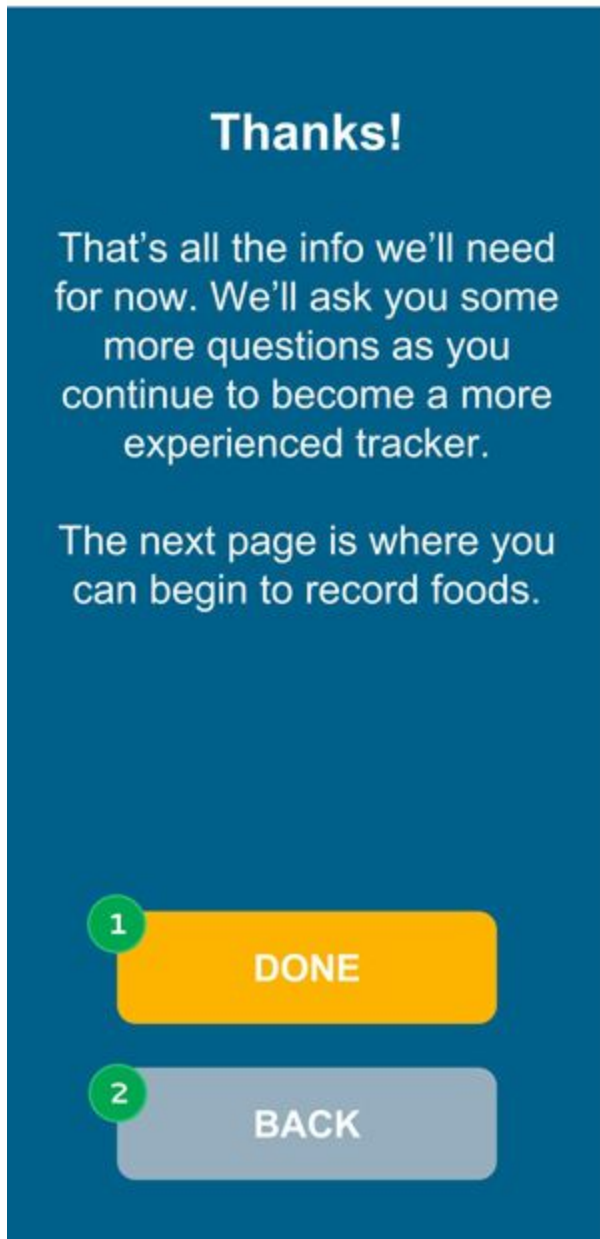 Thanks!
That’s all the info we’ll need
for now. We’ll ask you some
more questions as you
continue to become a more
experienced tracker.
The next page is where you
can begin to record foods.
1
DONE
2
BACK